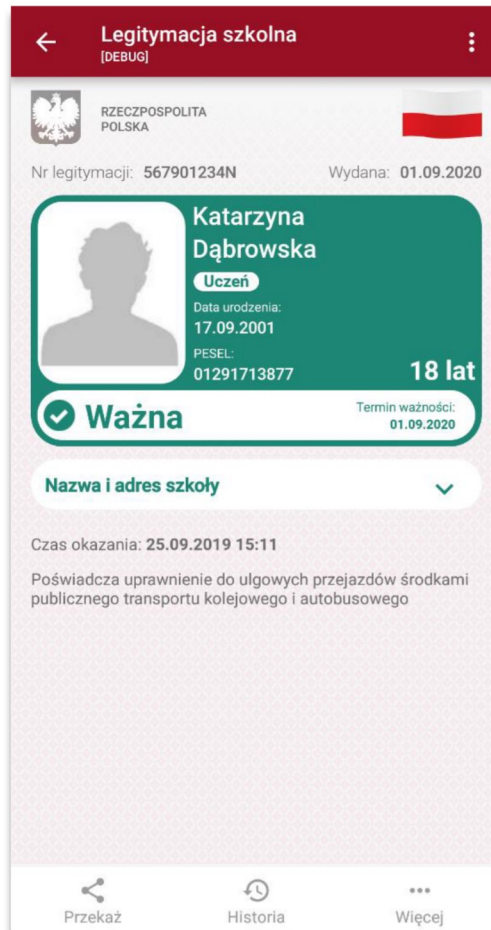 Legitymacja szkolna
[DEBUG]
RZECZPOSPOLITA
POLSKA
Nr legitymacji: 567901234N
Wydana: 01.09.2020
Katarzyna
Dąbrowska
Uczeń
Data urodzenia:
17.09.2001
PESEL:
01291713877
18 lat
Ważna
Termin ważności:
01.09.2020
Nazwa i adres szkoły
Czas okazania: 25.09.2019 15:11
Poświadcza uprawnienie do ulgowych przejazdów środkami
publicznego transportu kolejowego i autobusowego
Przekaż
Historia
Więcej